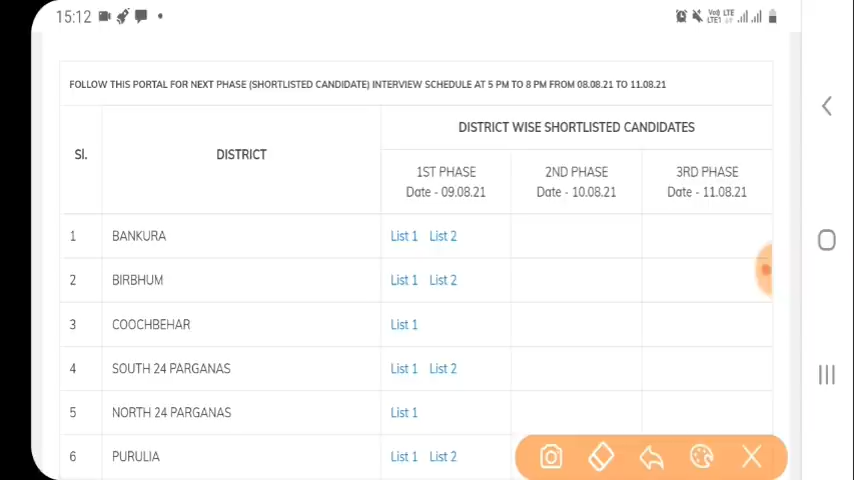 15:12
Vo) LTE
LTE1
FOLLOW THIS PORTAL FOR NEXT PHASE (SHORTLISTED CANDIDATE) INTERVIEW SCHEDULE AT 5 PM TO 8 PM FROM 08.08.21 TO 11.08.21
Sl. DISTRICT DISTRICT WISE SHORTLISTED CANDIDATES
1ST PHASE 2ND PHASE 3RD PHASE
Date - 09.08.21 Date - 10.08.21 Date - 11.08.21
1 BANKURA List 1 List 2
2 BIRBHUM List 1 List 2
3 COOCHBEHAR List 1
4 SOUTH 24 PARGANAS List 1 List 2
5 NORTH 24 PARGANAS List 1
6 PURULIA List 1 List 2